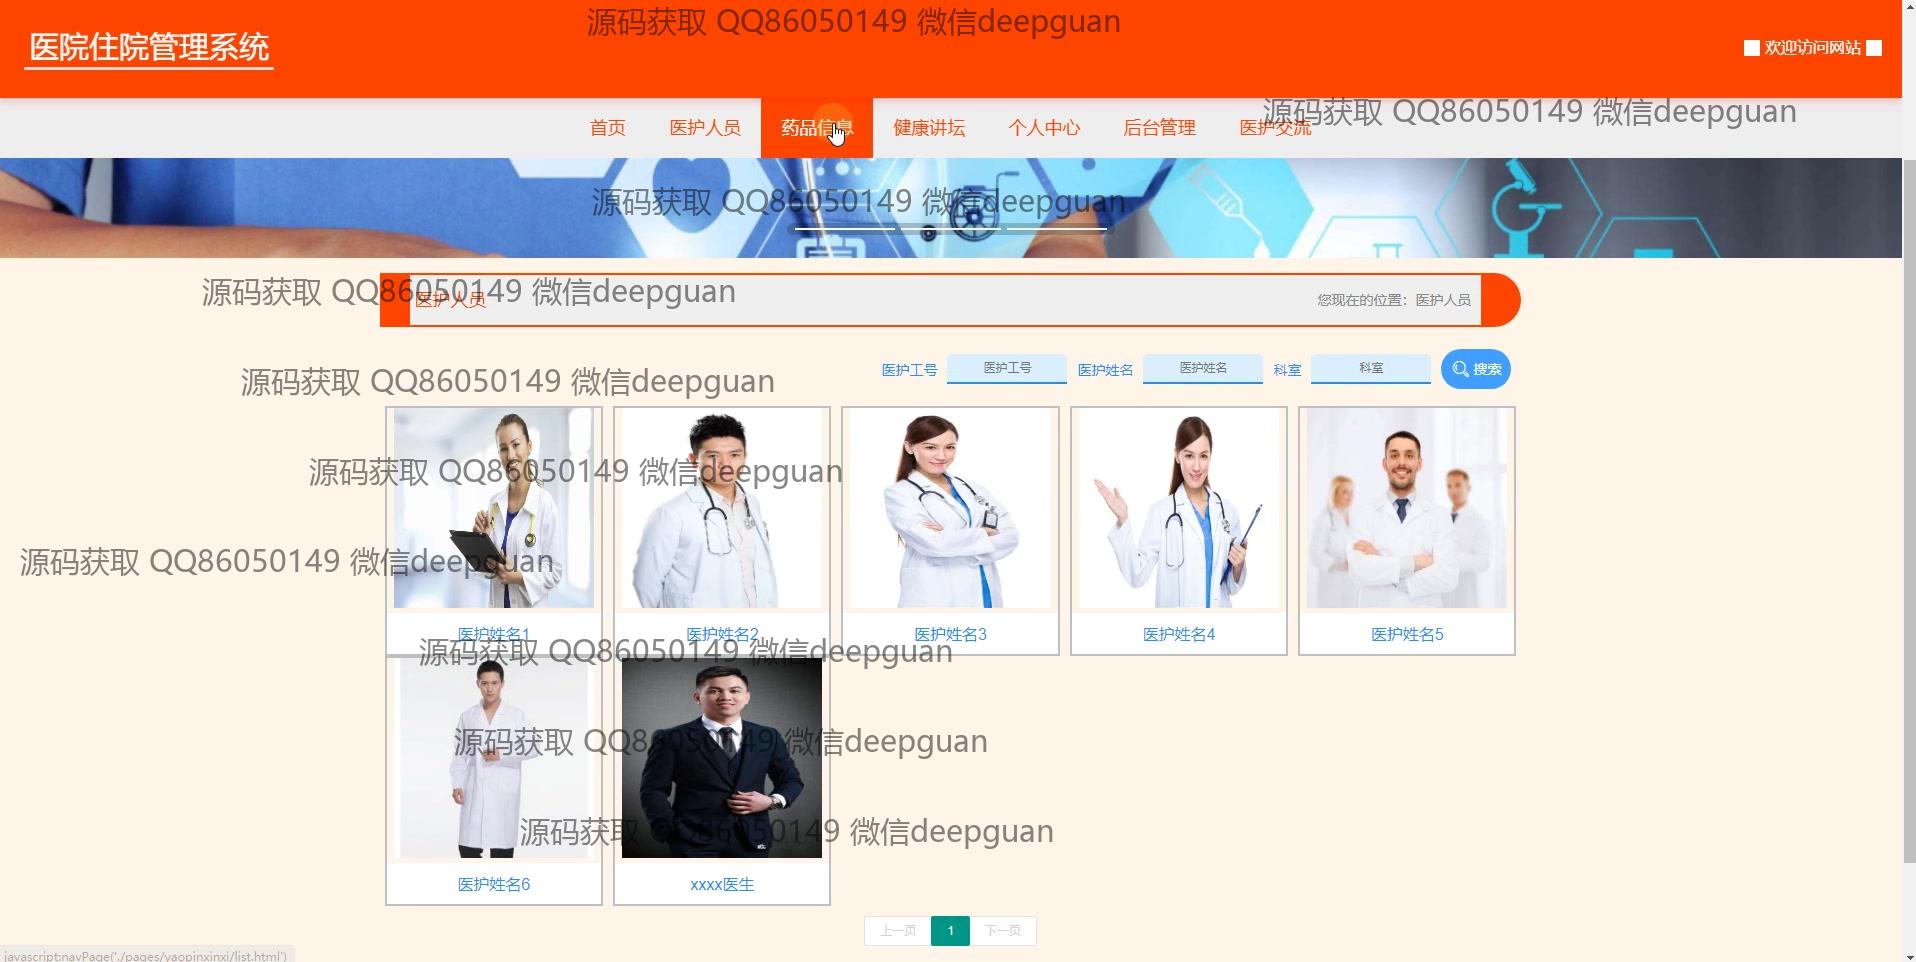 源码获取 QQ86050149 微信deepguan
医院住院管理系统
欢迎访问网站
源码获取 QQ86050149 微信deepguan
首页 医护人员 药品信息 健康讲坛 个人中心 后台管理 医护交流
源码获取 QQ86050149 微信deepguan
源码获取 QQ86050149 微信deepguan
医护人员 您现在的位置：医护人员
医护工号 医护工号 医护姓名 医护姓名 科室 科室 搜索
源码获取 QQ86050149 微信deepguan
源码获取 QQ86050149 微信deepguan
源码获取 QQ86050149 微信deepguan
医护姓名1 医护姓名2 医护姓名3 医护姓名4 医护姓名5
源码获取 QQ86050149 微信deepguan
源码获取 QQ86050149 微信deepguan
源码获取 QQ86050149 微信deepguan
医护姓名6 xxxx医生
上一页 1 下一页
javascript:navPage('./pages/yaopinxinxi/list.html')